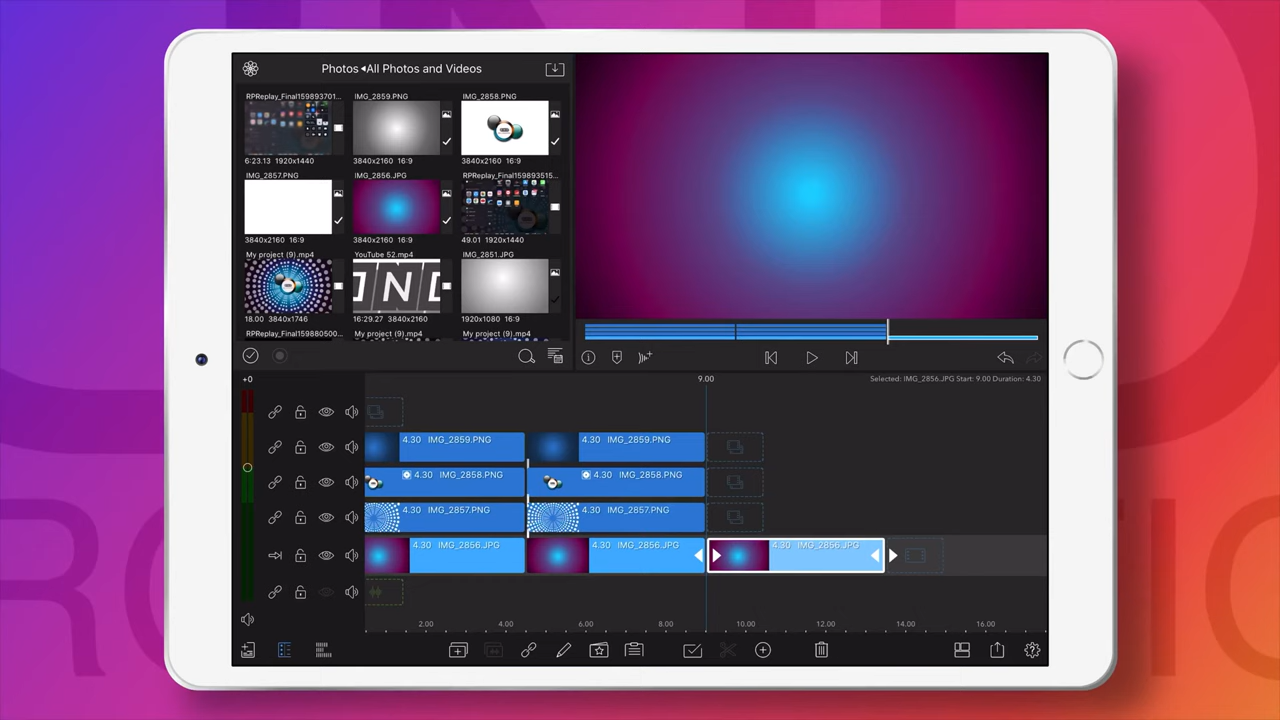 Photos ◂All Photos and Videos
RPReplay_Final159893701...
IMG_2859.PNG
IMG_2858.PNG
6:23.13 1920x1440
3840x2160 16:9
3840x2160 16:9
IMG_2857.PNG
IMG_2856.JPG
RPReplay_Final159893515...
3840x2160 16:9
3840x2160 16:9
49.01 1920x1440
My project (9).mp4
YouTube 52.mp4
IMG_2851.JPG
18.00 3840x1746
16:29.27 3840x2160
1920x1080 16:9
RPReplay_Final159880500...
My project (9).mp4
My project (9).mp4
+0
9.00
Selected: IMG_2856.JPG Start: 9.00 Duration: 4.30
4.30 IMG_2859.PNG
4.30 IMG_2859.PNG
4.30 IMG_2858.PNG
4.30 IMG_2858.PNG
4.30 IMG_2857.PNG
4.30 IMG_2857.PNG
4.30 IMG_2856.JPG
4.30 IMG_2856.JPG
4.30 IMG_2856.JPG
2.00
4.00
6.00
8.00
10.00
12.00
14.00
16.00